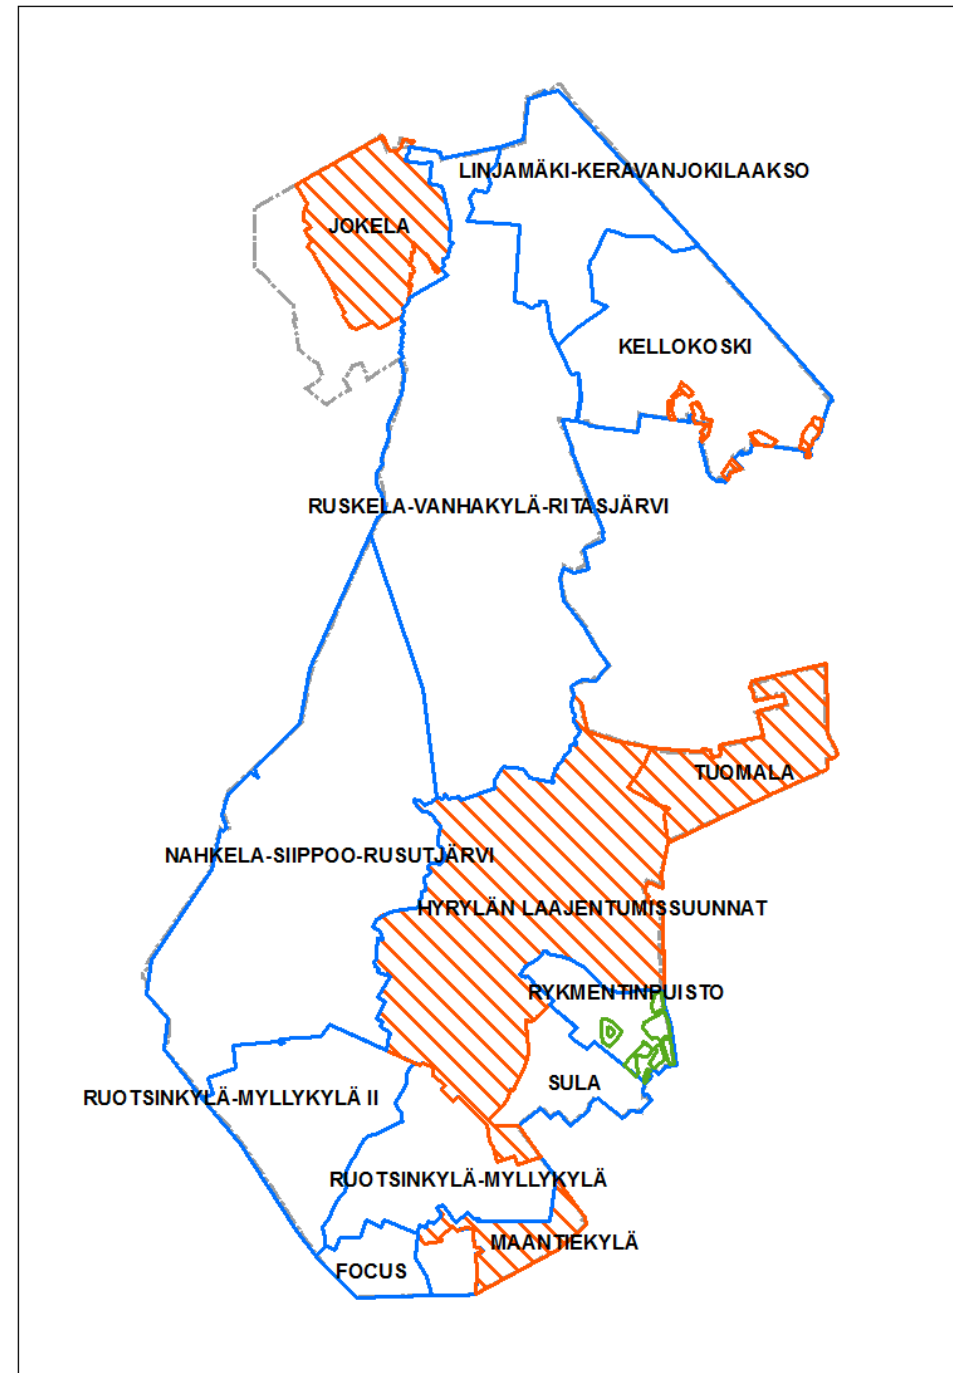 LINJAMÄKI-KERAVANJOKILAAKSO
JOKELA
KELLOKOSKI
RUSKELA-VANHAKYLÄ-RITASJÄRVI
TUOMALA
NAHKELA-SIIPPOO-RUSUTJÄRVI
HYRYLÄN LAAJENTUMISSUUNNAT
RYKMENTINPUISTO
SULA
RUOTSINKYLÄ-MYLLYKYLÄ II
RUOTSINKYLÄ-MYLLYKYLÄ
MAANTIEKYLÄ
FOCUS